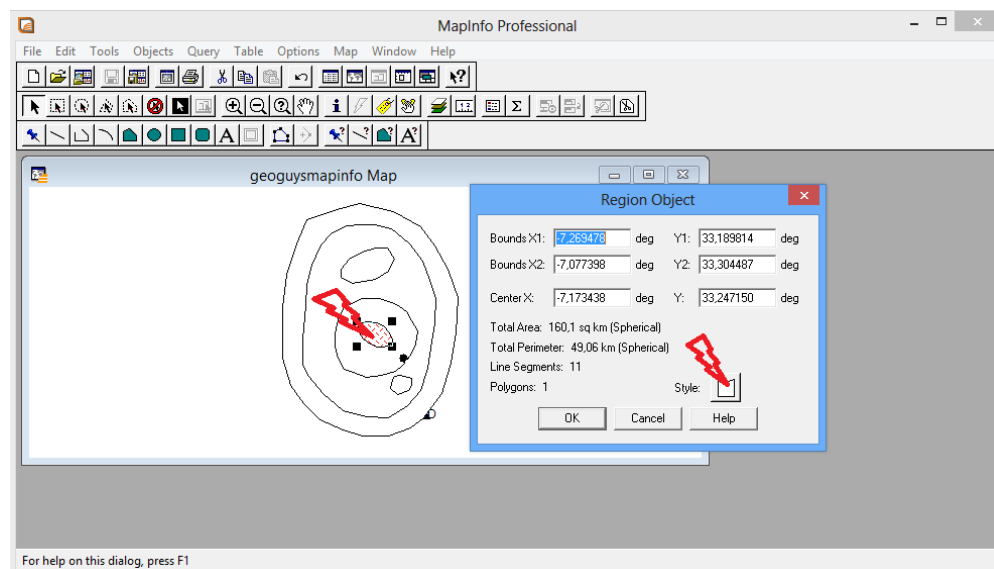 MapInfo Professional
File Edit Tools Objects Query Table Options Map Window Help
A
geoguysmapinfo Map
Region Object
Bounds X1: -7,269478 deg Y1: 33,189814 deg
Bounds X2: -7,077398 deg Y2: 33,304487 deg
Center X: -7,173438 deg Y: 33,247150 deg
Total Area: 160,1 sq km (Spherical)
Total Perimeter: 49,06 km (Spherical)
Line Segments: 11
Polygons: 1 Style:
OK Cancel Help
For help on this dialog, press F1